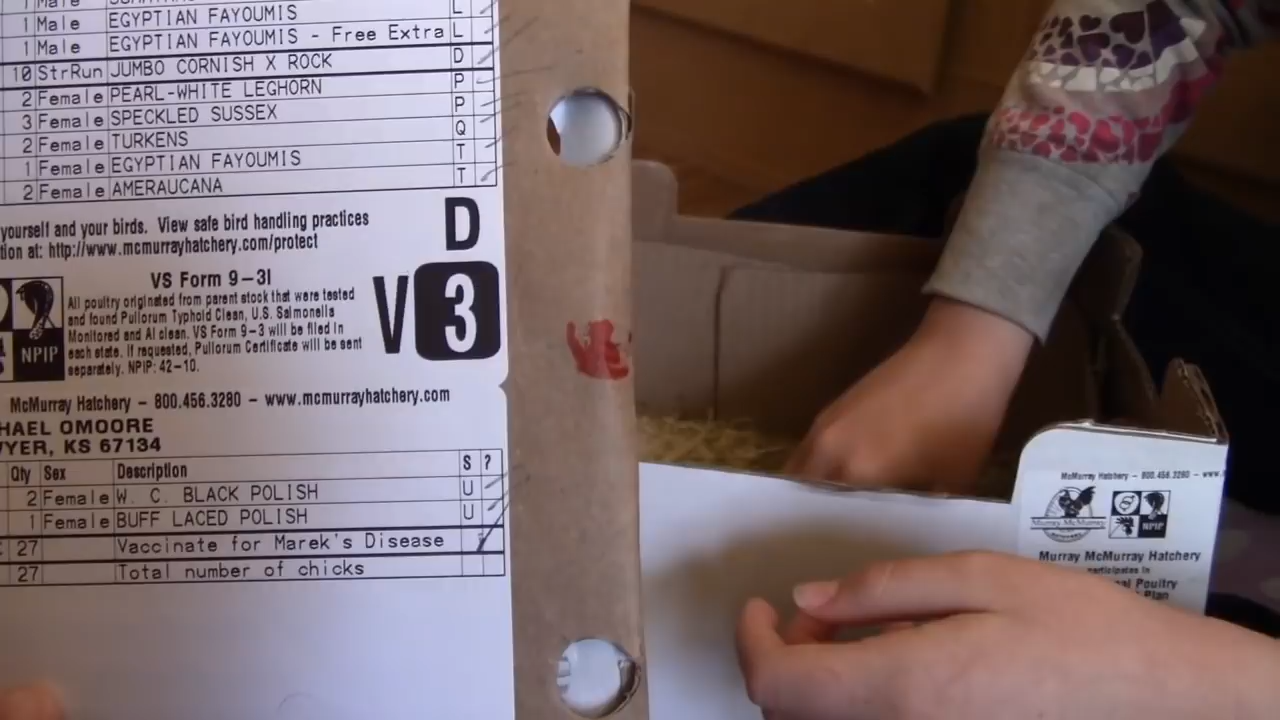 1 Male
1 Male EGYPTIAN FAYOUMIS L
1 Male EGYPTIAN FAYOUMIS - Free Extra L
10 StrRun JUMBO CORNISH X ROCK D
2 Female PEARL-WHITE LEGHORN P
3 Female SPECKLED SUSSEX P
2 Female TURKENS Q
1 Female EGYPTIAN FAYOUMIS T
2 Female AMERAUCANA T
yourself and your birds. View safe bird handling practices
tion at: http://www.mcmurrayhatchery.com/protect
D
VS Form 9-3I
All poultry originated from parent stock that were tested
and found Pullorum Typhoid Clean, U.S. Salmonella
Monitored and AI clean. VS Form 9-3 will be filed in
each state. If requested, Pullorum Certificate will be sent
separately. NPIP: 42-10.
NPIP
V 3
McMurray Hatchery - 800.456.3280 - www.mcmurrayhatchery.com
HAEL OMOORE
YER, KS 67134
Qty Sex Description S ?
2 Female W. C. BLACK POLISH U
1 Female BUFF LACED POLISH U
27 Vaccinate for Marek's Disease
27 Total number of chicks
McMurray Hatchery - 800.456.3280 - www.
Murray McMurray
NPIP
Murray McMurray Hatchery
participates in
al Poultry
Plan